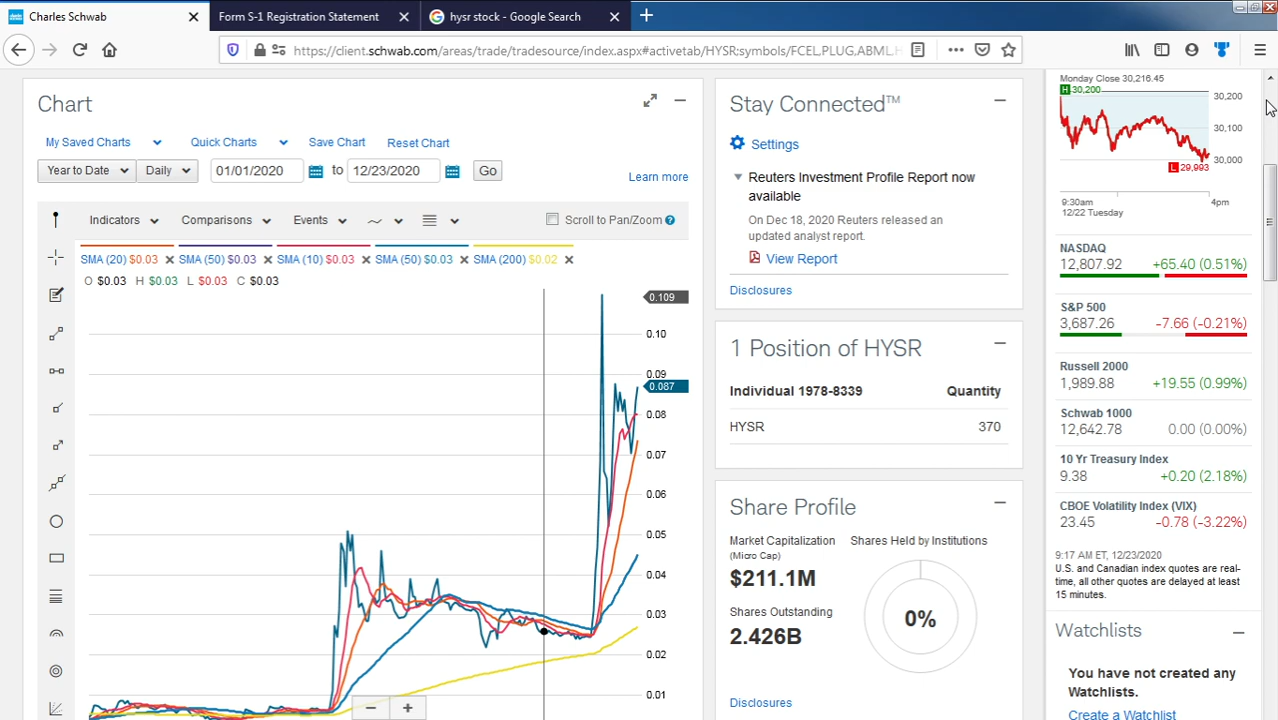 Charles Schwab
Form S-1 Registration Statement
hysr stock - Google Search
https://client.schwab.com/areas/trade/tradesource/index.aspx#activetab/HYSR;symbols/FCEL,PLUG,ABML,H
Chart
My Saved Charts
Quick Charts
Save Chart
Reset Chart
Year to Date
Daily
01/01/2020
to
12/23/2020
Go
Learn more
Indicators
Comparisons
Events
Scroll to Pan/Zoom
SMA (20) $0.03
SMA (50) $0.03
SMA (10) $0.03
SMA (50) $0.03
SMA (200) $0.02
O $0.03 H $0.03 L $0.03 C $0.03
0.109
0.10
0.09
0.087
0.08
0.07
0.06
0.05
0.04
0.03
0.02
0.01
Stay Connected™
Settings
Reuters Investment Profile Report now
available
On Dec 18, 2020 Reuters released an
updated analyst report.
View Report
Disclosures
1 Position of HYSR
Individual 1978-8339 Quantity
HYSR 370
Share Profile
Market Capitalization
(Micro Cap)
$211.1M
Shares Outstanding
2.426B
Shares Held by Institutions
0%
Disclosures
Monday Close 30,216.45
H 30,200
30,200
30,100
30,000
L 29,993
9:30am
4pm
12/22 Tuesday
NASDAQ
12,807.92 +65.40 (0.51%)
S&P 500
3,687.26 -7.66 (-0.21%)
Russell 2000
1,989.88 +19.55 (0.99%)
Schwab 1000
12,642.78 0.00 (0.00%)
10 Yr Treasury Index
9.38 +0.20 (2.18%)
CBOE Volatility Index (VIX)
23.45 -0.78 (-3.22%)
9:17 AM ET, 12/23/2020
U.S. and Canadian index quotes are real-
time, all other quotes are delayed at least
15 minutes.
Watchlists
You have not created any
Watchlists.
Create a Watchlist